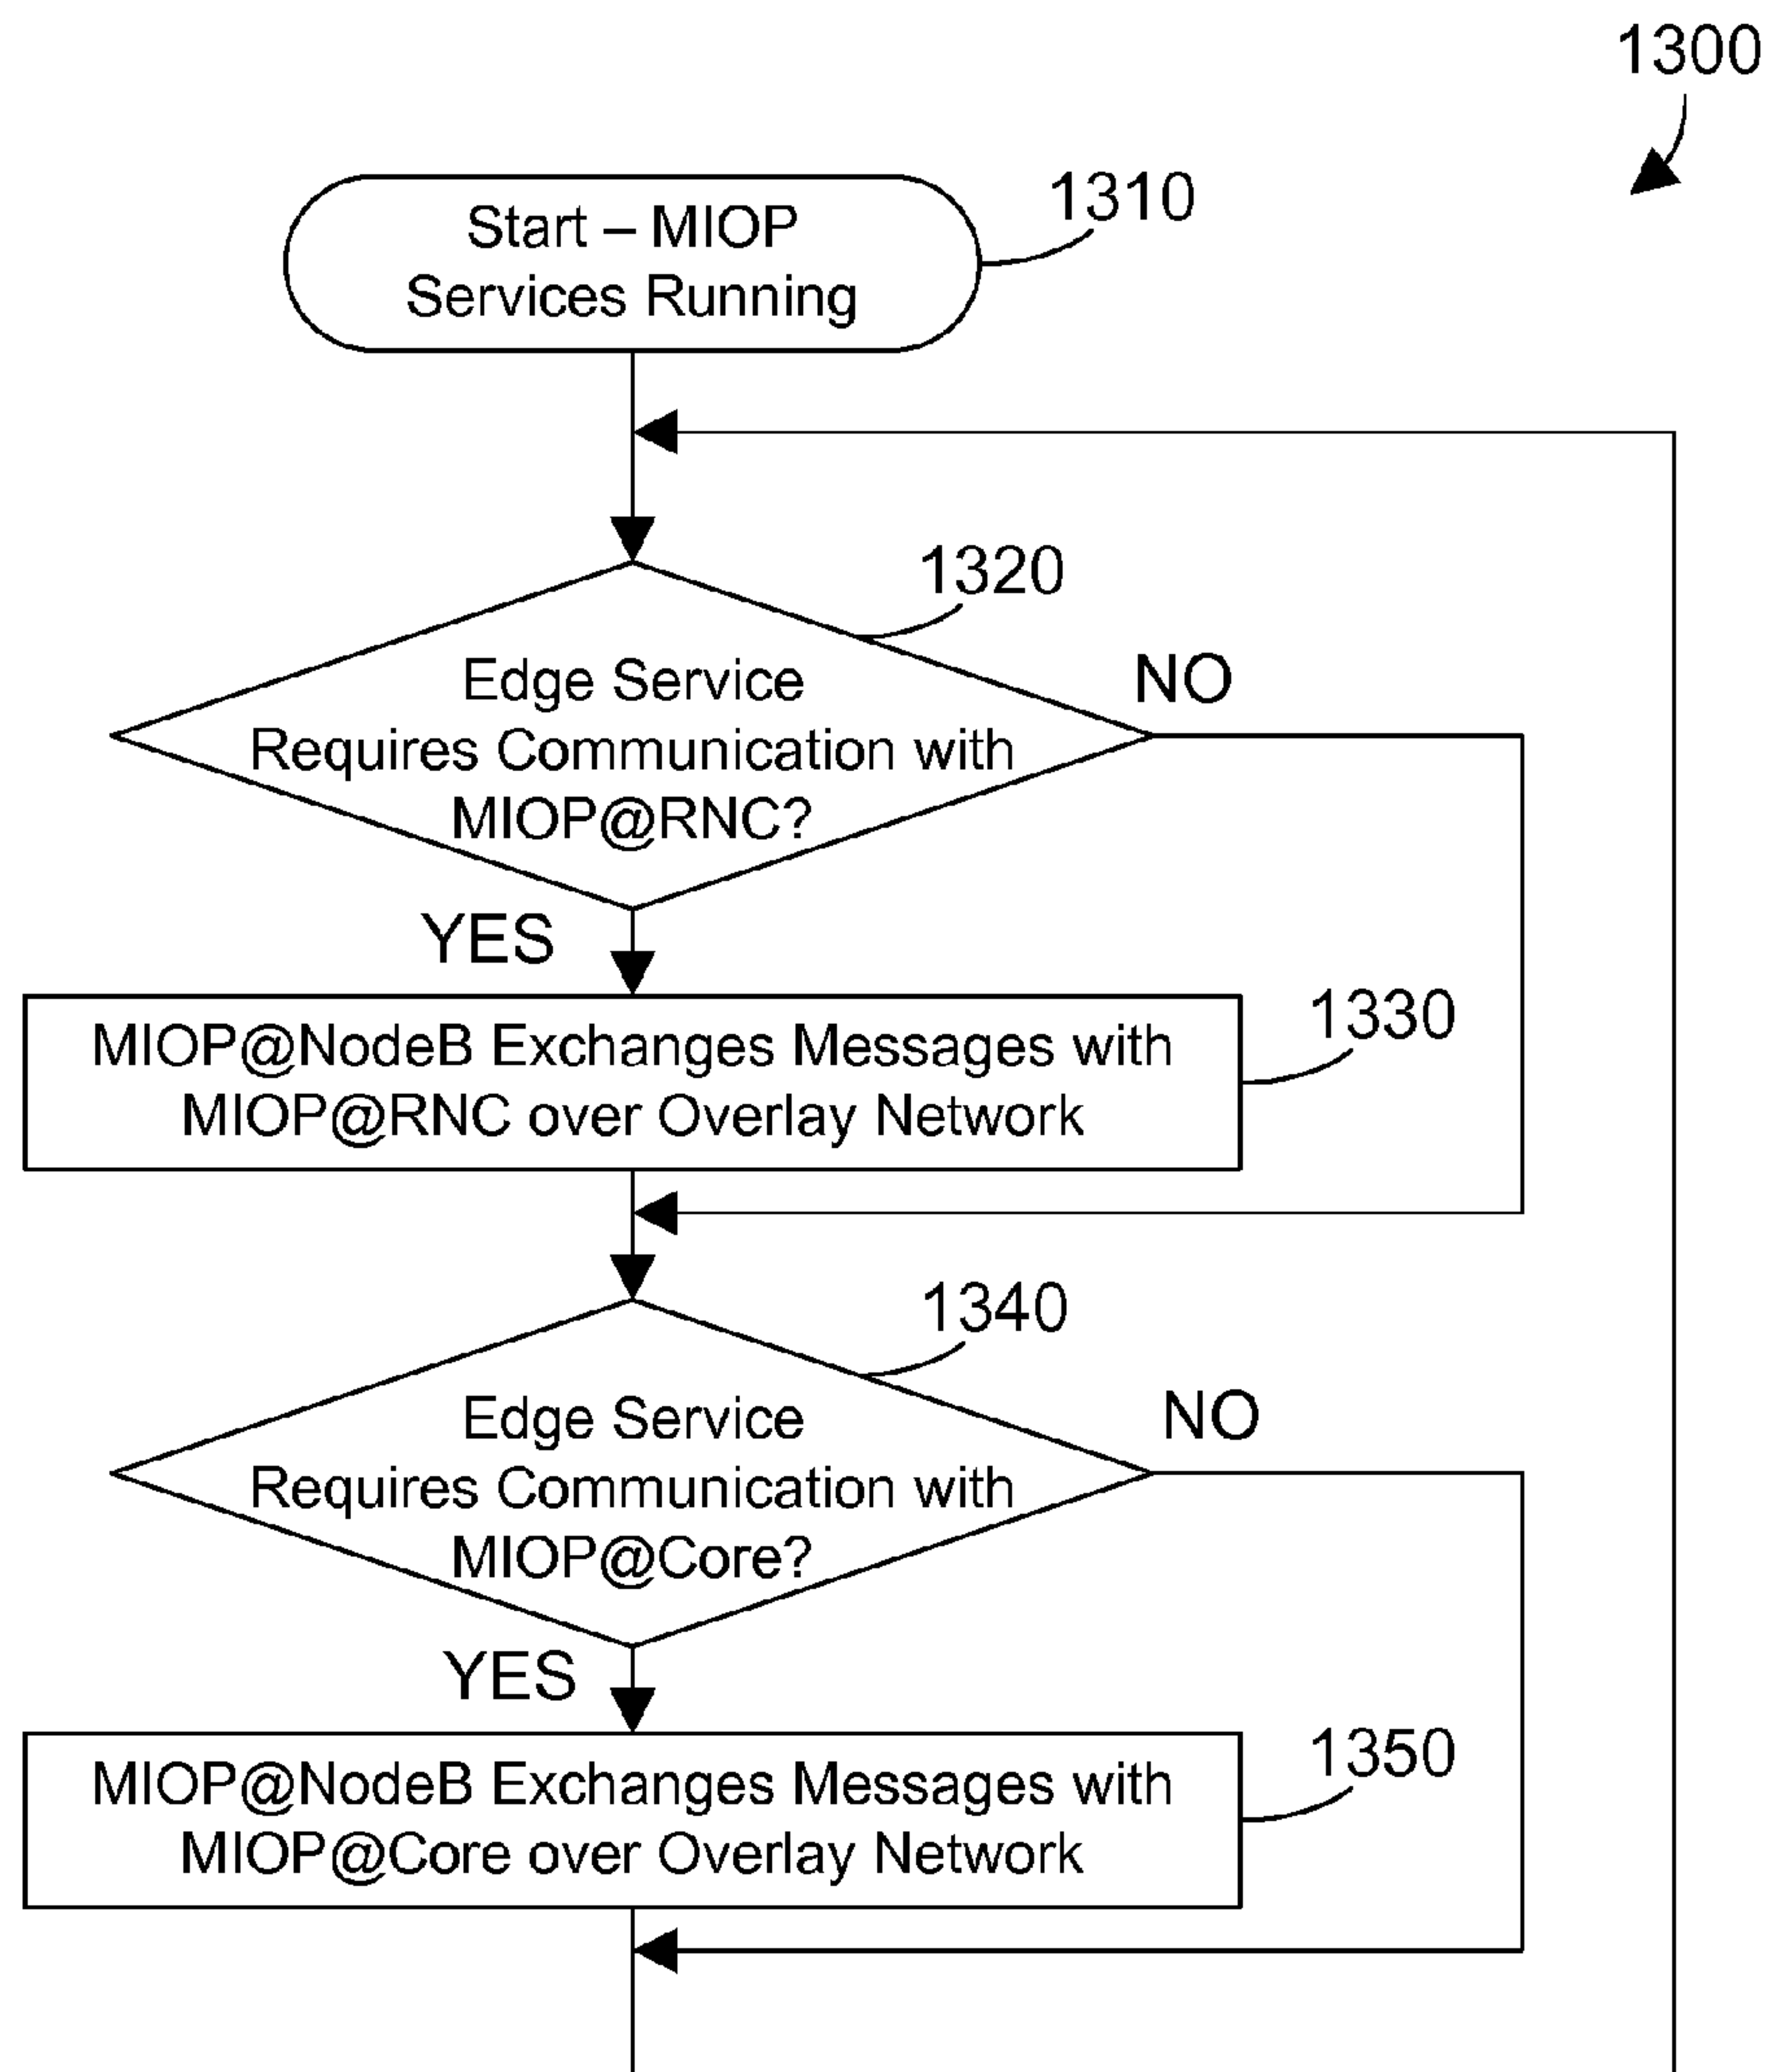 1300
1310
Start – MIOP
Services Running
1320
Edge Service
Requires Communication with
MIOP@RNC?
NO
YES
1330
MIOP@NodeB Exchanges Messages with
MIOP@RNC over Overlay Network
1340
Edge Service
Requires Communication with
MIOP@Core?
NO
YES
1350
MIOP@NodeB Exchanges Messages with
MIOP@Core over Overlay Network